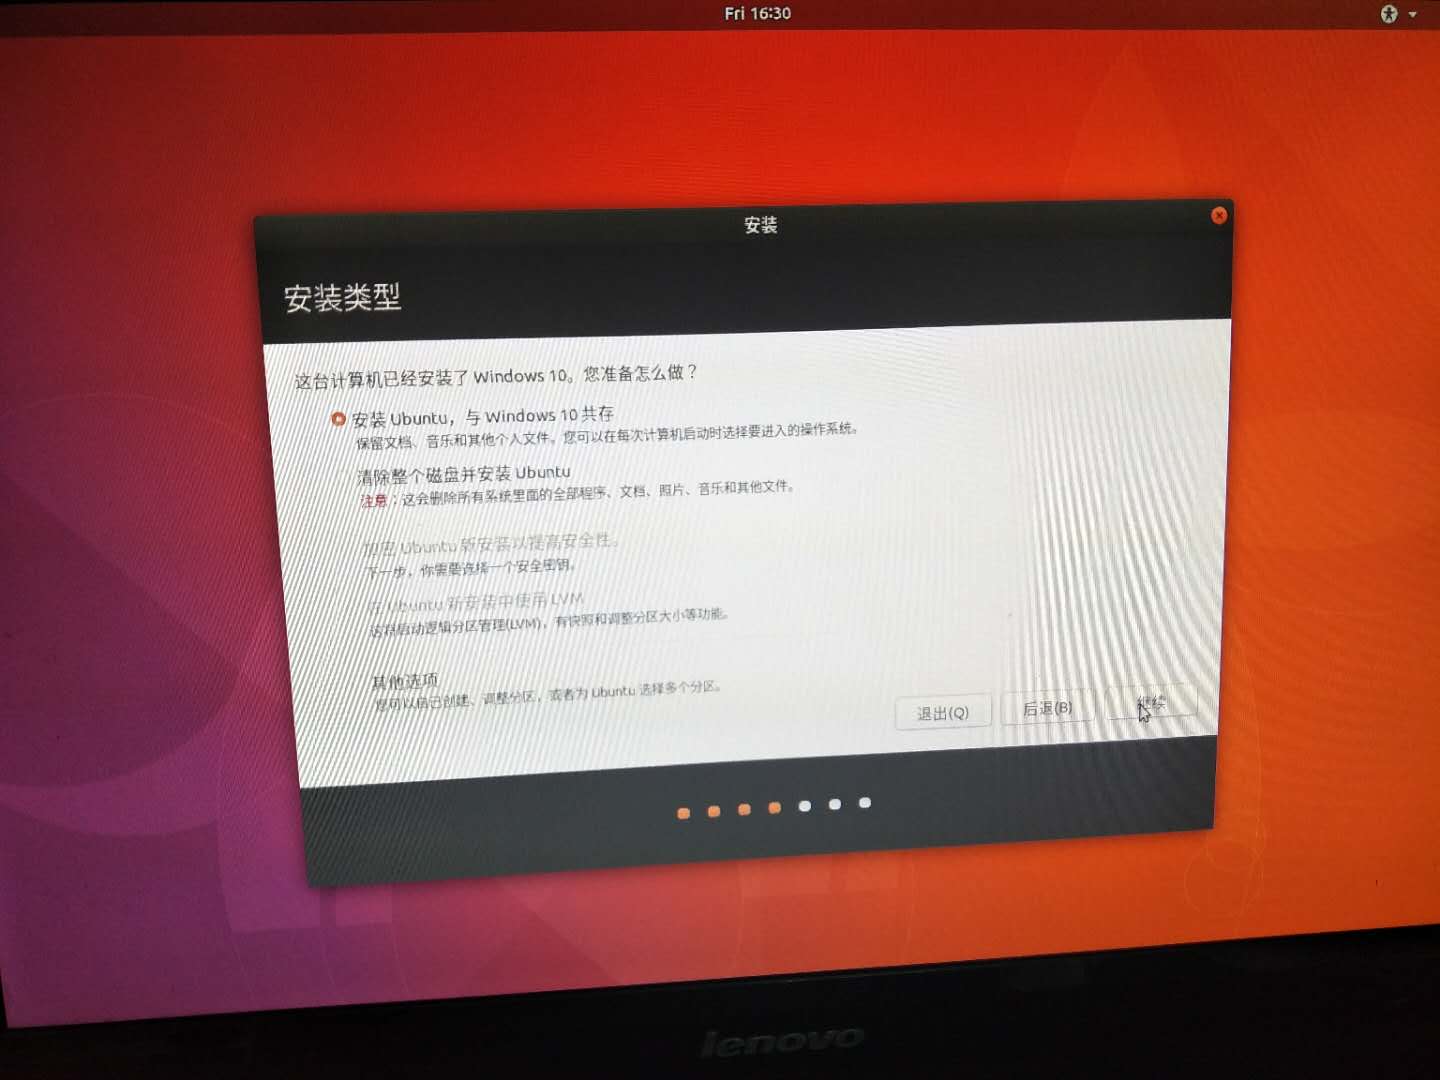 Fri 16:30
安装
安装类型
这台计算机已经安装了 Windows 10。您准备怎么做？
安装 Ubuntu，与 Windows 10 共存
保留文档、音乐和其他个人文件。您可以在每次计算机启动时选择要进入的操作系统。
清除整个磁盘并安装 Ubuntu
注意：这会删除所有系统里面的全部程序、文档、照片、音乐和其他文件。
加密 Ubuntu 新安装以提高安全性。
下一步，你需要选择一个安全密钥。
在 Ubuntu 新安装中使用 LVM
这将启动逻辑分区管理(LVM)，有快照和调整分区大小等功能。
其他选项
您可以自己创建、调整分区，或者为 Ubuntu 选择多个分区。
退出(Q) 后退(B) 继续
lenovo